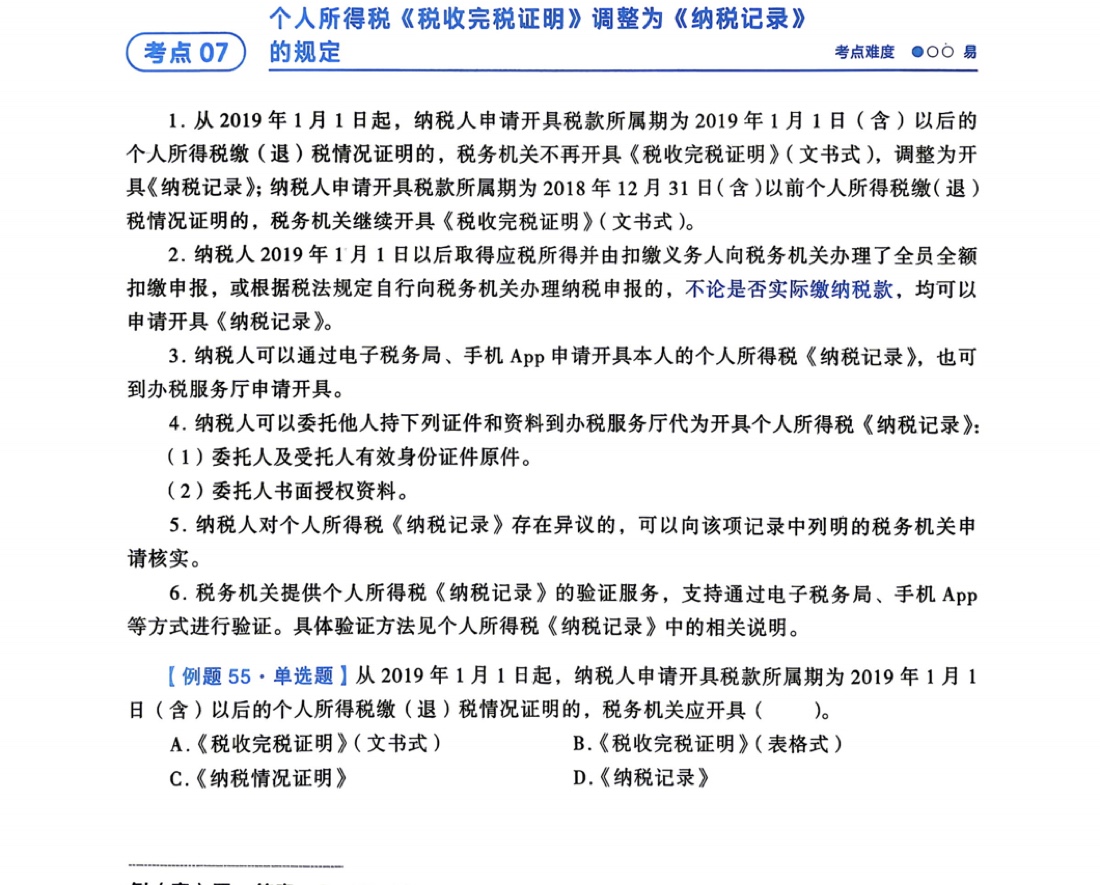 个人所得税《税收完税证明》调整为《纳税记录》
考点 07
的规定
考点难度 易
1. 从 2019 年 1 月 1 日起，纳税人申请开具税款所属期为 2019 年 1 月 1 日（含）以后的
个人所得税缴（退）税情况证明的，税务机关不再开具《税收完税证明》（文书式），调整为开
具《纳税记录》；纳税人申请开具税款所属期为 2018 年 12 月 31 日（含）以前个人所得税缴（退）
税情况证明的，税务机关继续开具《税收完税证明》（文书式）。
2. 纳税人 2019 年 1 月 1 日以后取得应税所得并由扣缴义务人向税务机关办理了全员全额
扣缴申报，或根据税法规定自行向税务机关办理纳税申报的，不论是否实际缴纳税款，均可以
申请开具《纳税记录》。
3. 纳税人可以通过电子税务局、手机 App 申请开具本人的个人所得税《纳税记录》，也可
到办税服务厅申请开具。
4. 纳税人可以委托他人持下列证件和资料到办税服务厅代为开具个人所得税《纳税记录》：
（1）委托人及受托人有效身份证件原件。
（2）委托人书面授权资料。
5. 纳税人对个人所得税《纳税记录》存在异议的，可以向该项记录中列明的税务机关申
请核实。
6. 税务机关提供个人所得税《纳税记录》的验证服务，支持通过电子税务局、手机 App
等方式进行验证。具体验证方法见个人所得税《纳税记录》中的相关说明。
【例题 55·单选题】从 2019 年 1 月 1 日起，纳税人申请开具税款所属期为 2019 年 1 月 1
日（含）以后的个人所得税缴（退）税情况证明的，税务机关应开具（　　）。
A.《税收完税证明》（文书式） B.《税收完税证明》（表格式）
C.《纳税情况证明》 D.《纳税记录》